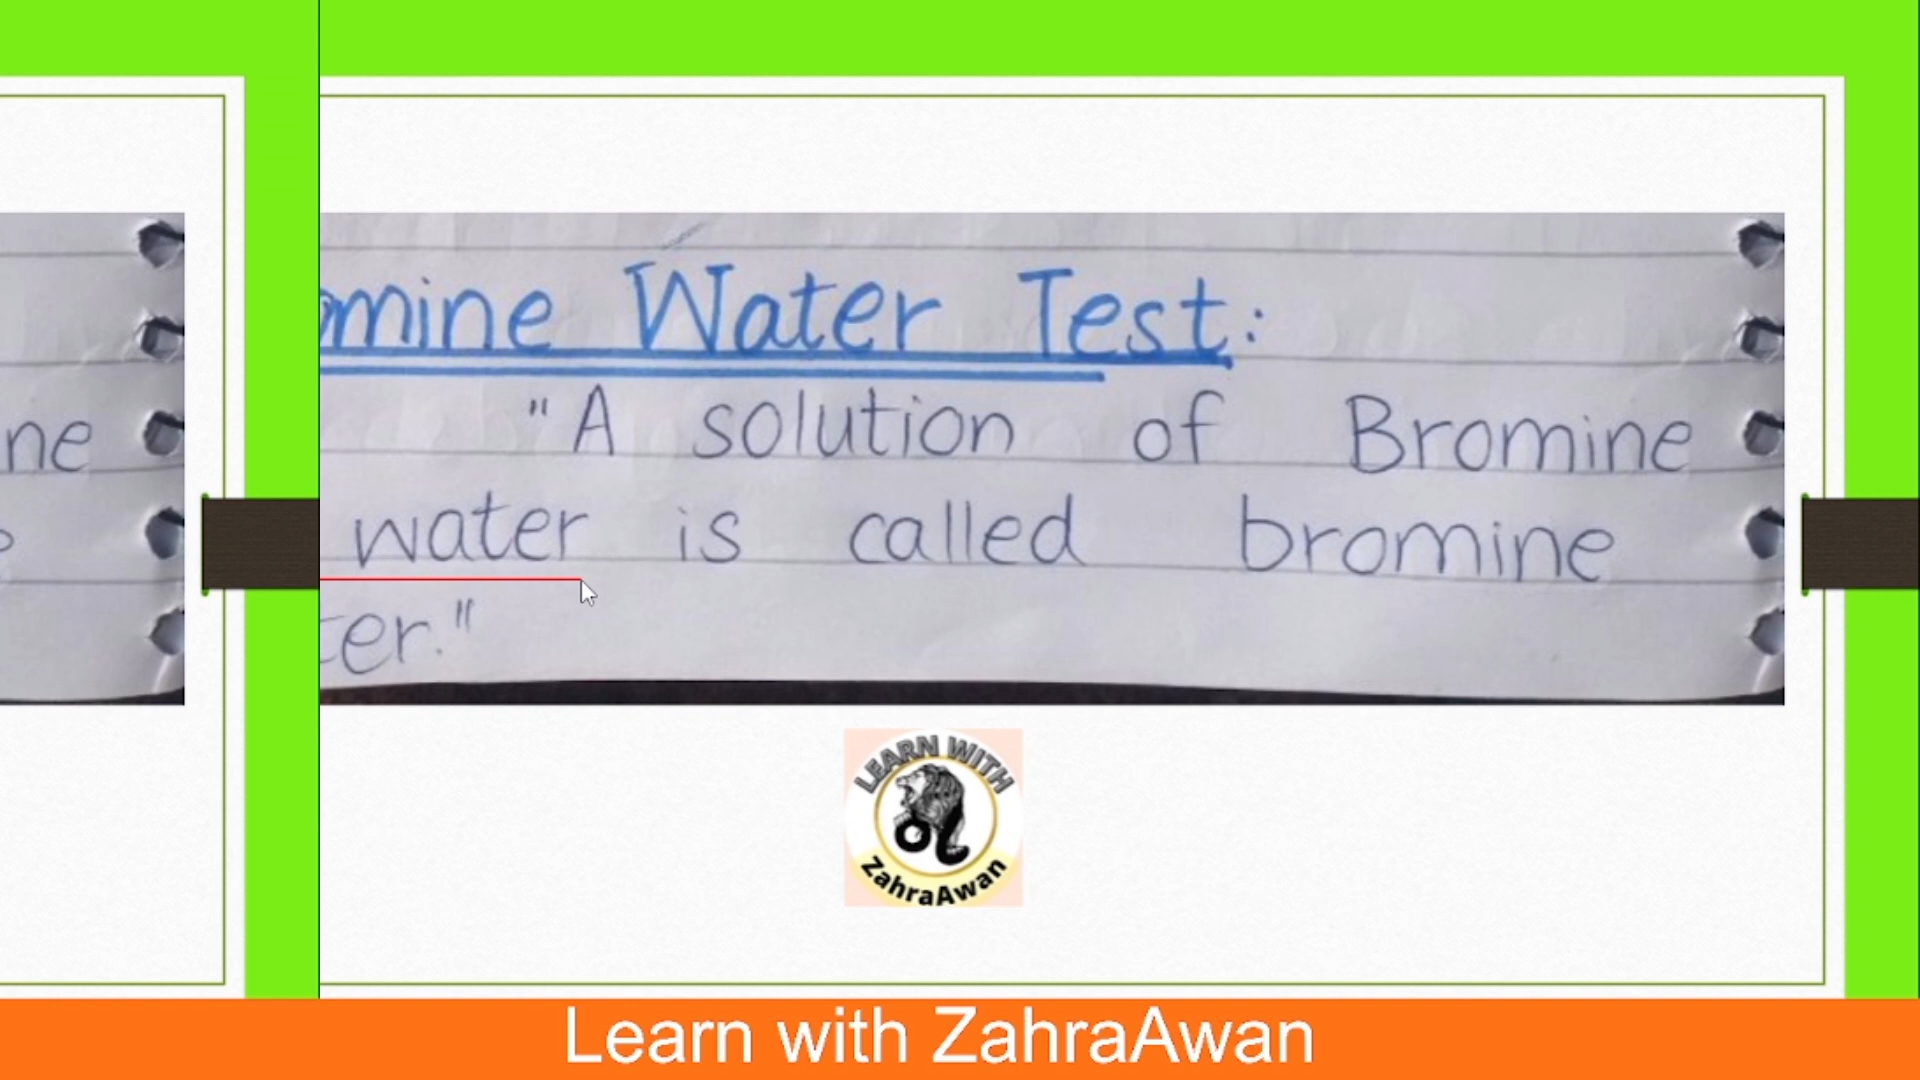 mine Water Test:
"A solution of Bromine
ne
water is called bromine
ter."
LEARN WITH
ZahraAwan
Learn with ZahraAwan